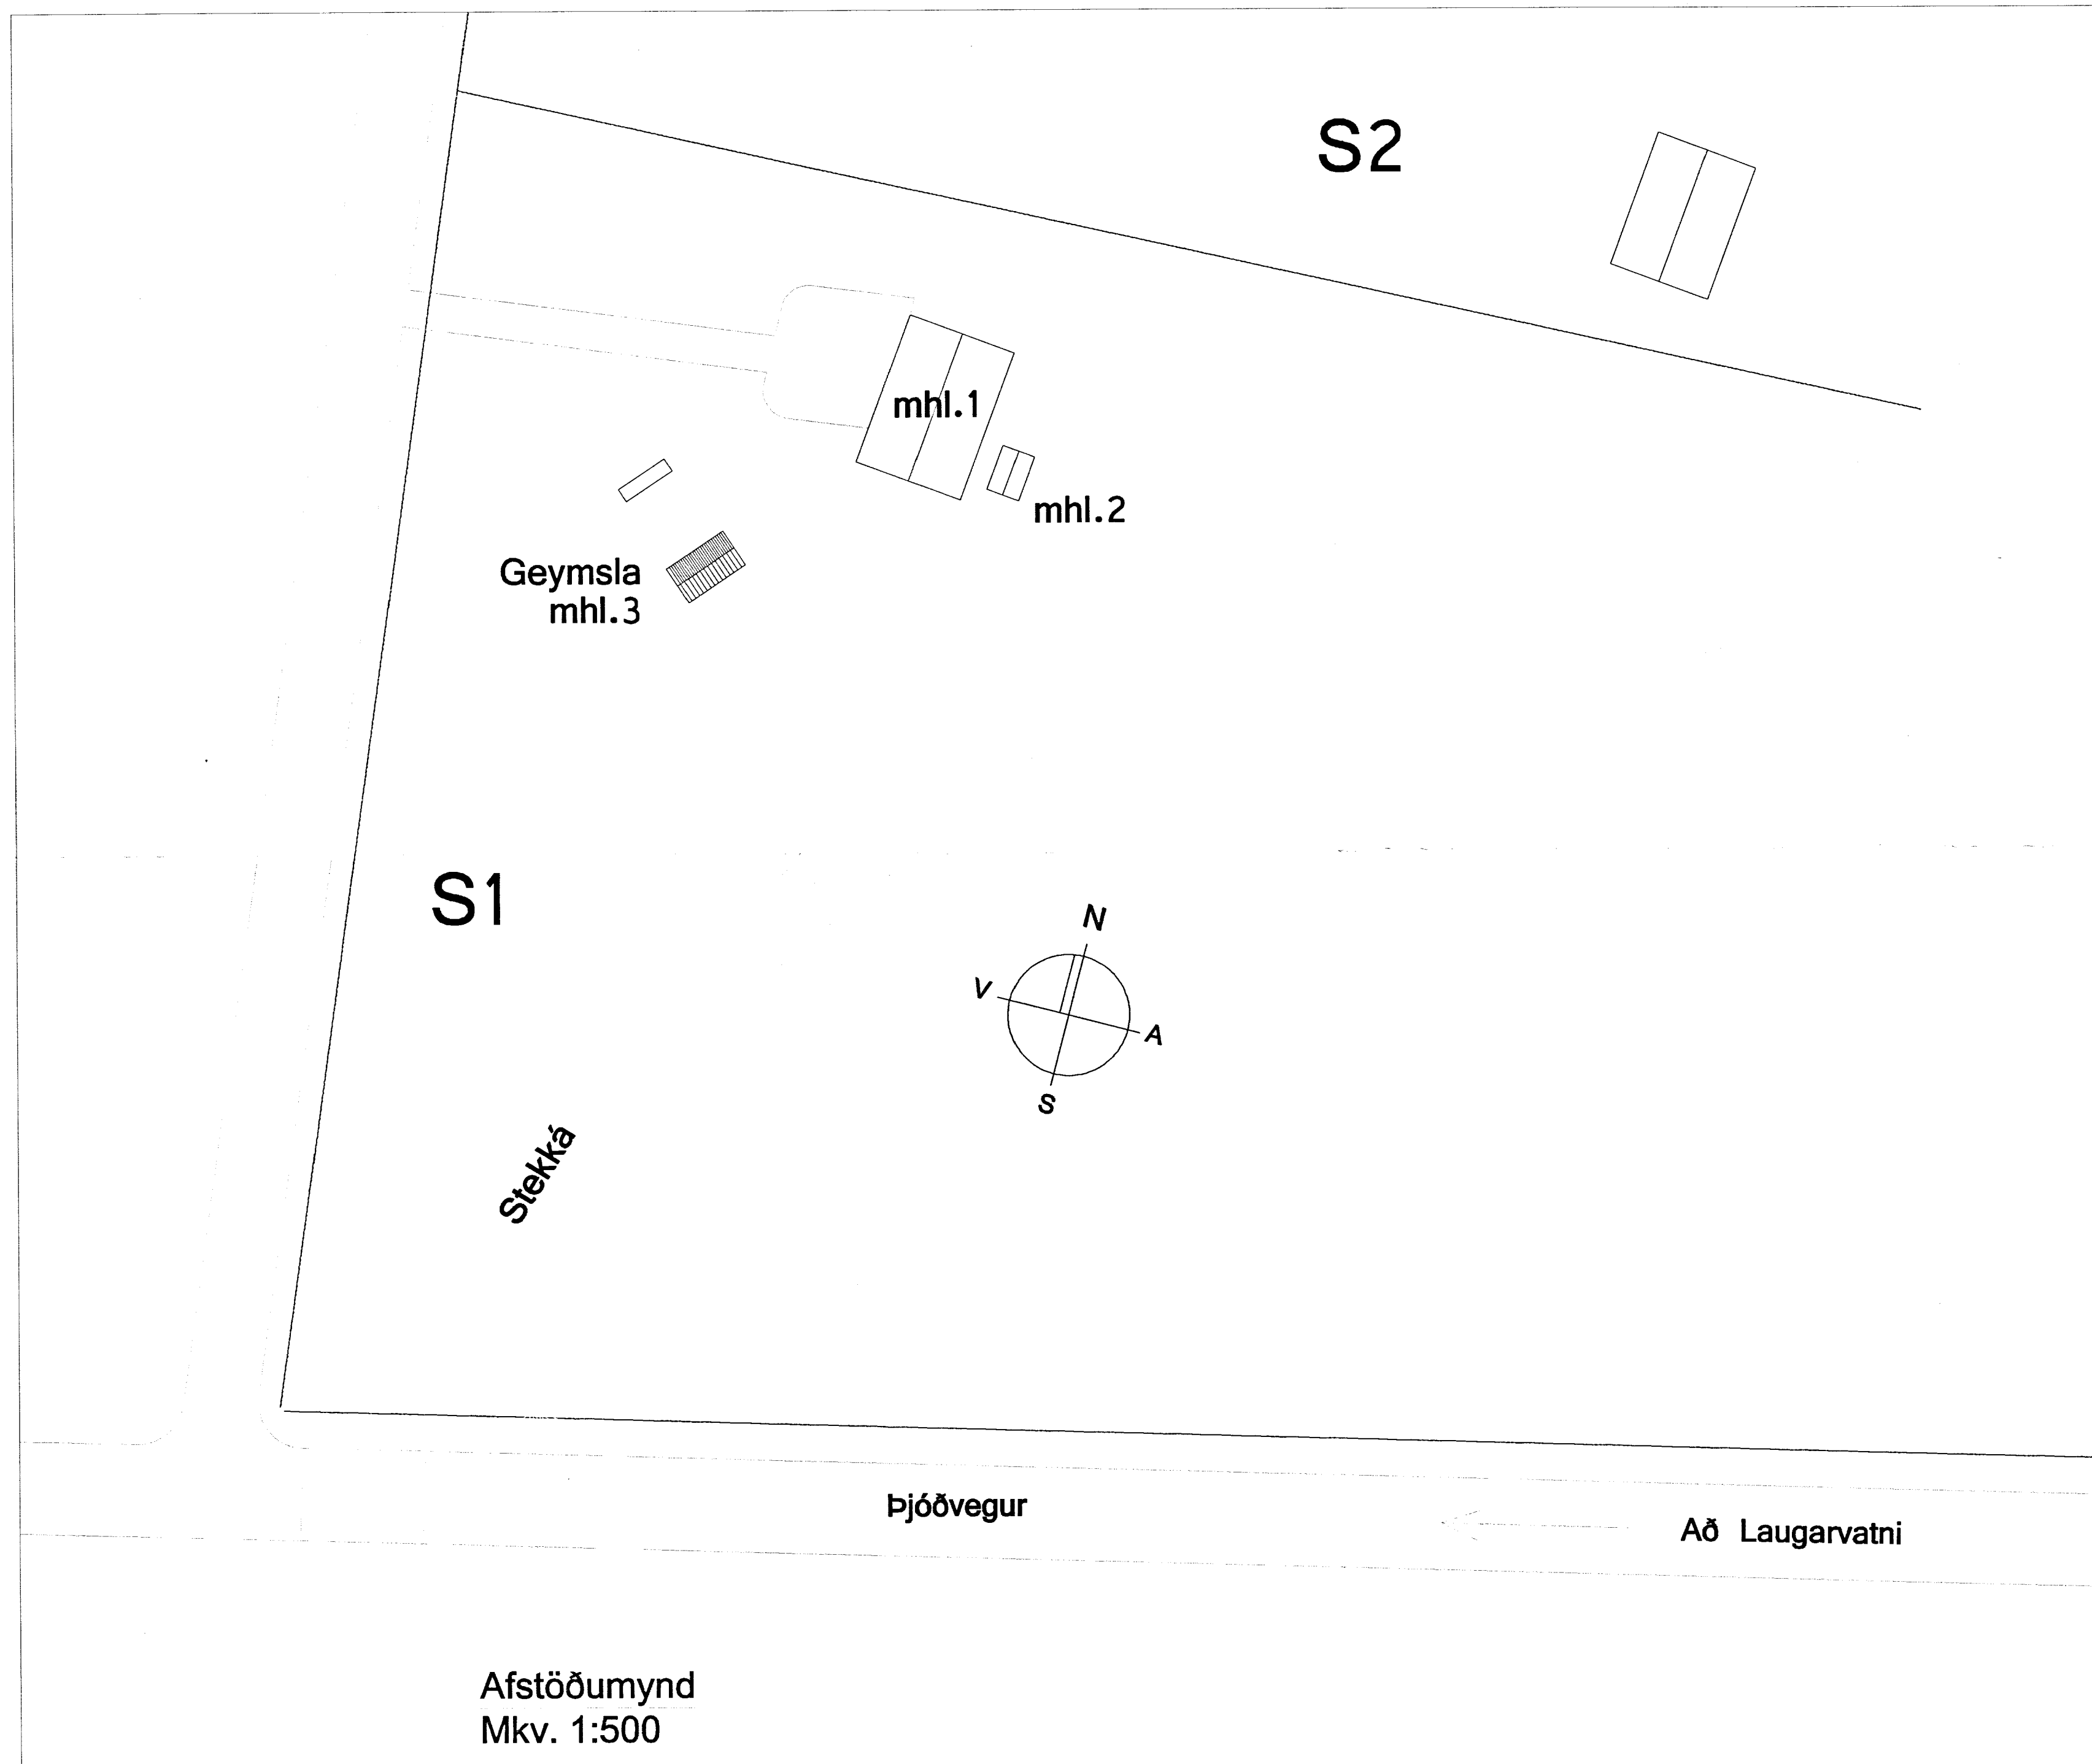 S2
mhl.1
mhl.2
Geymsla
mhl.3
S1
N
V
A
S
Stekká
Þjóðvegur
Að Laugarvatni
Afstöðumynd
Mkv. 1:500